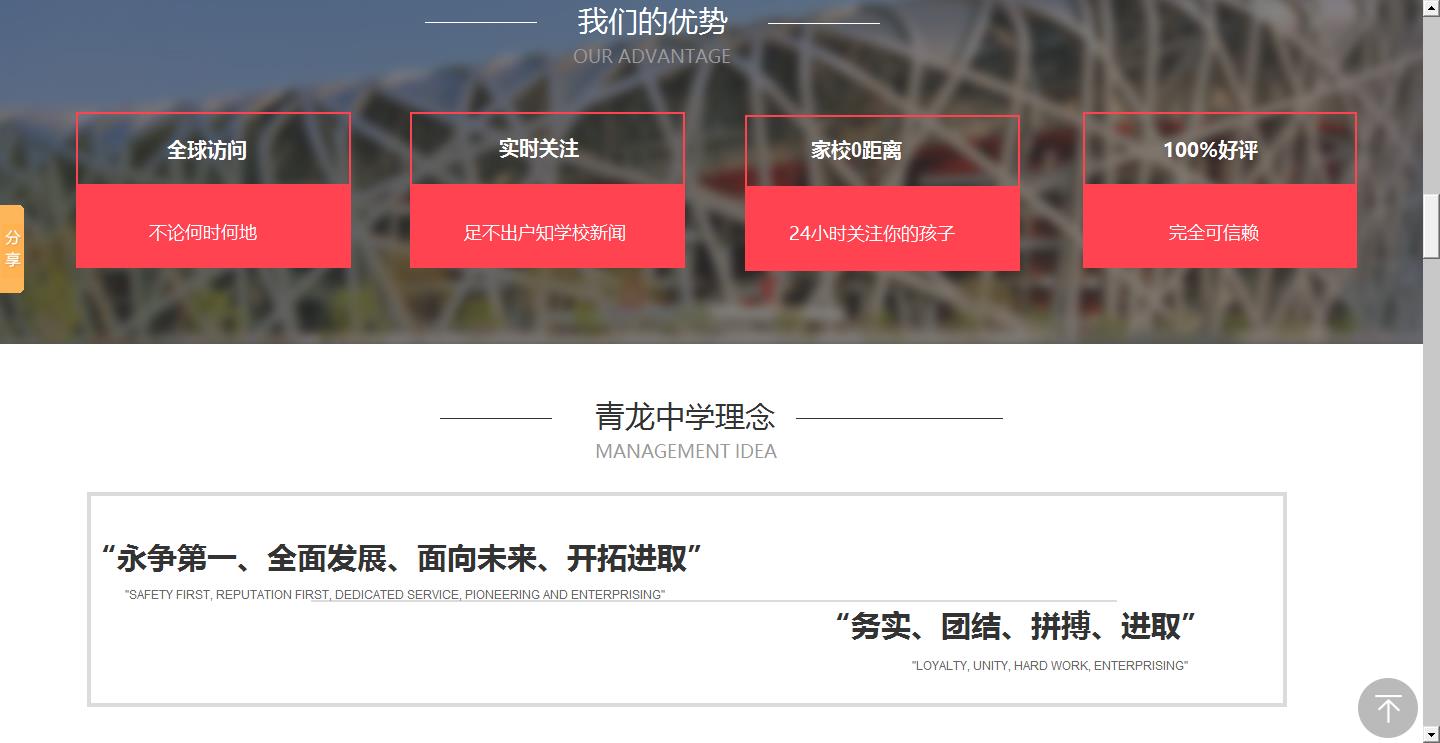 我们的优势
OUR ADVANTAGE
全球访问
实时关注
家校0距离
100%好评
不论何时何地
足不出户知学校新闻
24小时关注你的孩子
完全可信赖
分
享
青龙中学理念
MANAGEMENT IDEA
“永争第一、全面发展、面向未来、开拓进取”
"SAFETY FIRST, REPUTATION FIRST, DEDICATED SERVICE, PIONEERING AND ENTERPRISING"
“务实、团结、拼搏、进取”
"LOYALTY, UNITY, HARD WORK, ENTERPRISING"